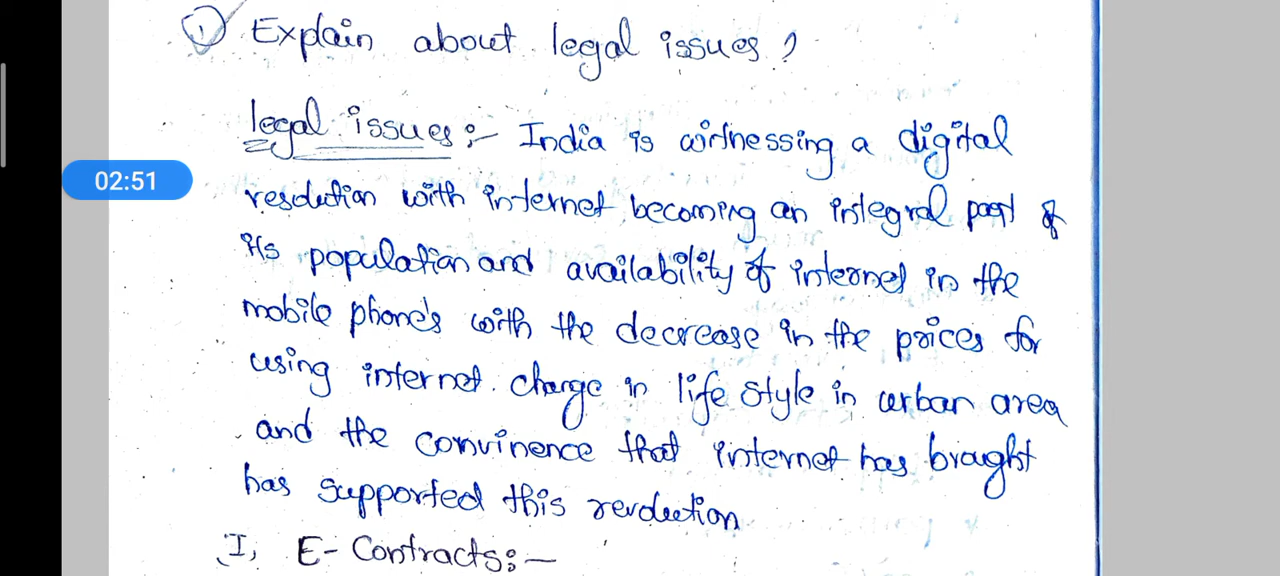 ① Explain about legal issues?
legal issues :- India is witnessing a digital
02:51
resolution with internet becoming an integral part of
its population and availability of internet in the
mobile phone's with the decrease in the prices for
using internet. change in life style in urban area
and the convinence that internet has brought
has supported this revolution
I, E- Contracts :-